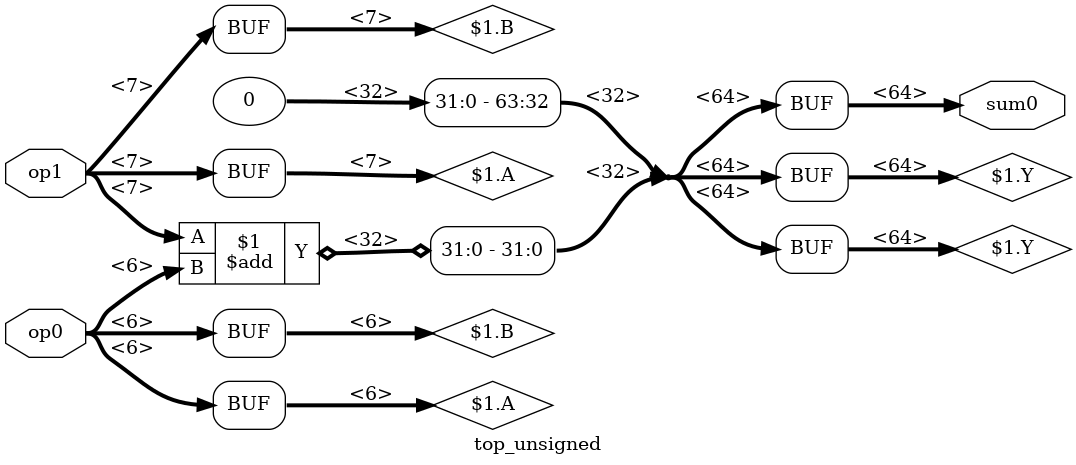 <7>
BUF
<7>
$1.B
<7>
0
<32>
31:0 - 63:32
<32>
<64>
BUF
<64>
sum0
op1
<7>
<7>
BUF
<7>
$1.A
<32>
<64>
<64>
BUF
<64>
$1.Y
A
B
$1
$add
Y
<32>
31:0 - 31:0
BUF
<64>
$1.Y
op0
<6>
<6>
<6>
BUF
<6>
$1.B
BUF
<6>
$1.A
top_unsigned